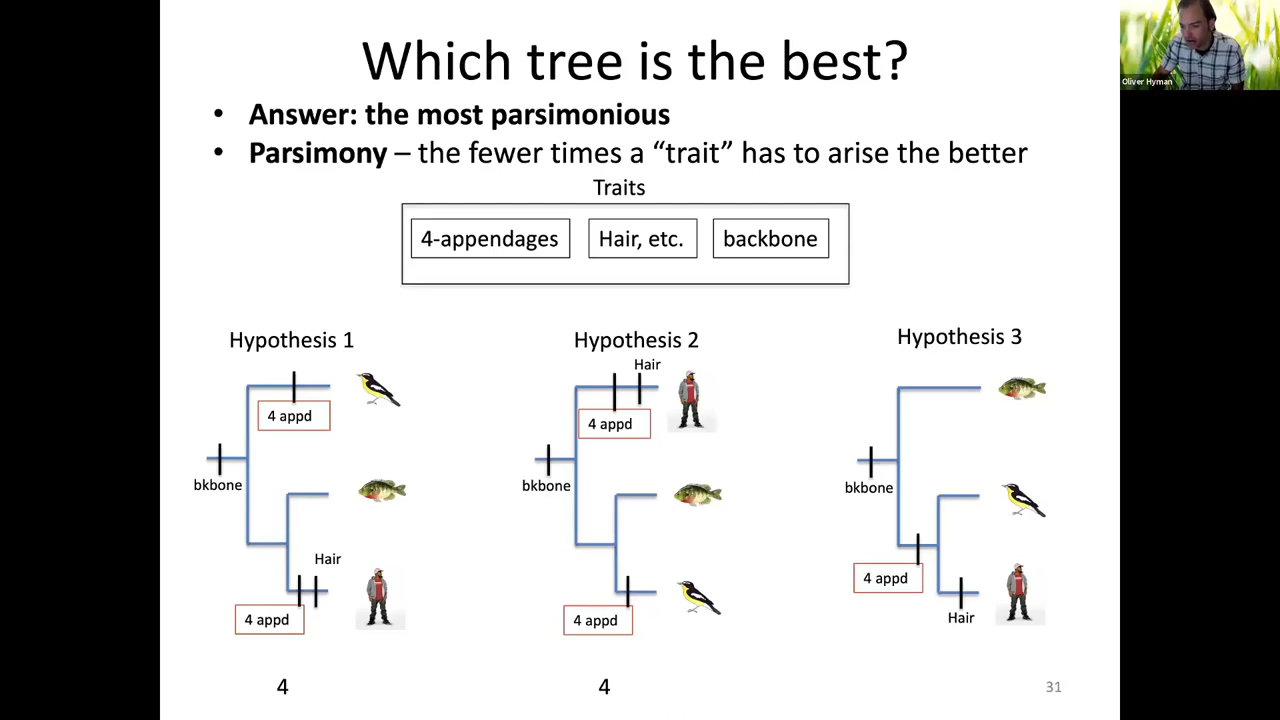 Which tree is the best?
• Answer: the most parsimonious
• Parsimony – the fewer times a “trait” has to arise the better
Traits
4-appendages
Hair, etc.
backbone
Hypothesis 1
4 appd
bkbone
Hair
4 appd
4
Hypothesis 2
Hair
4 appd
bkbone
4 appd
4
Hypothesis 3
bkbone
4 appd
Hair
31
Oliver Hyman